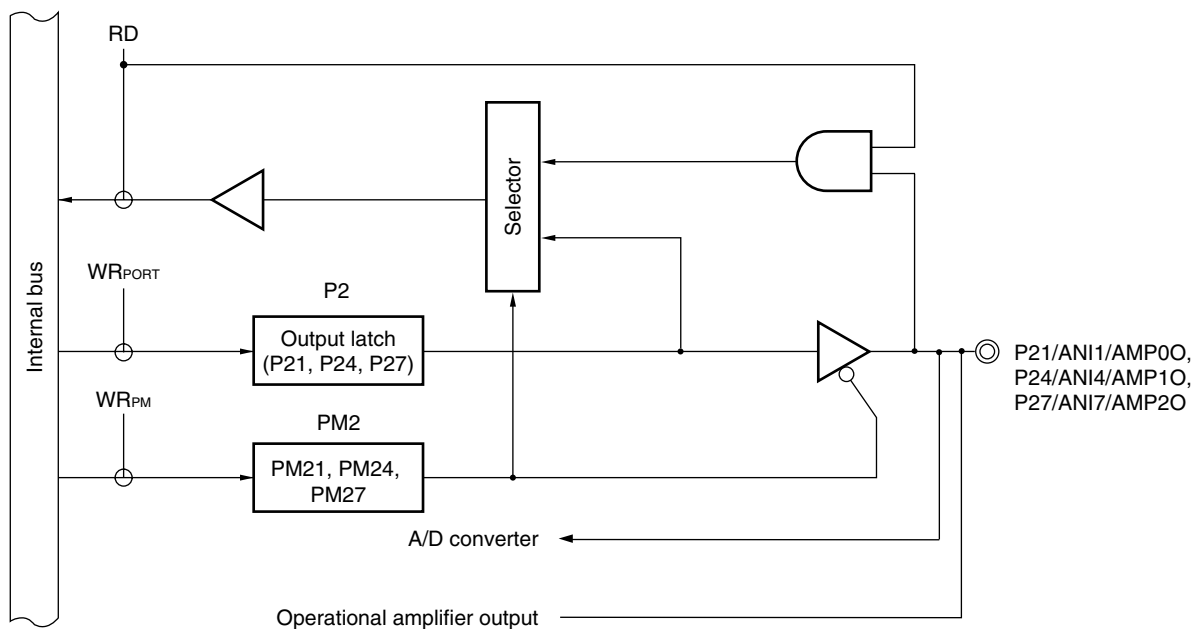 RD
Selector
Internal bus
WRPORT
P2
Output latch
(P21, P24, P27)
P21/ANI1/AMP0O,
P24/ANI4/AMP1O,
P27/ANI7/AMP2O
WRPM
PM2
PM21, PM24,
PM27
A/D converter
Operational amplifier output